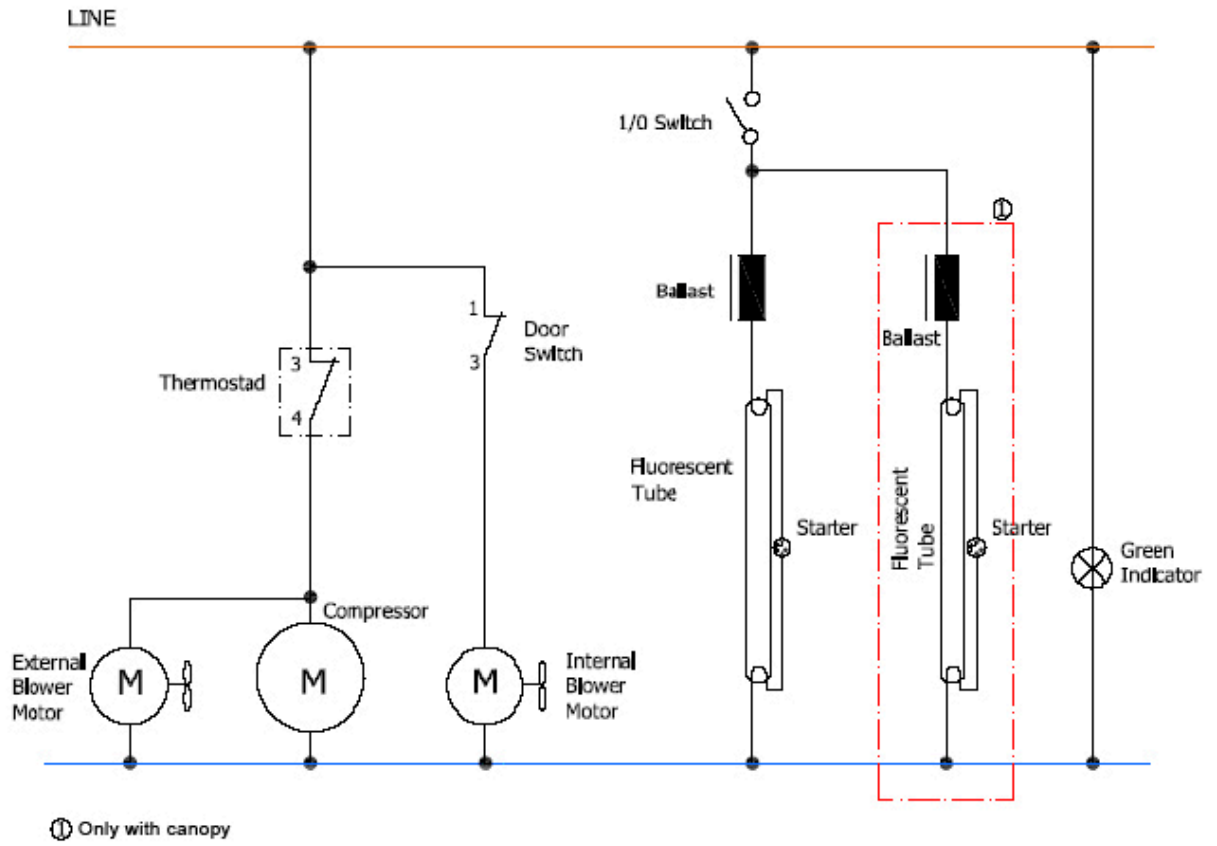 LINE
1/0 Switch
①
Ballast
Ballast
1
Door
Switch
3
3
Thermostad
4
Fluorescent
Tube
Starter
Fluorescent
Tube
Starter
Green
Indicator
Compressor
External
Blower
Motor
M
M
M
Internal
Blower
Motor
① Only with canopy